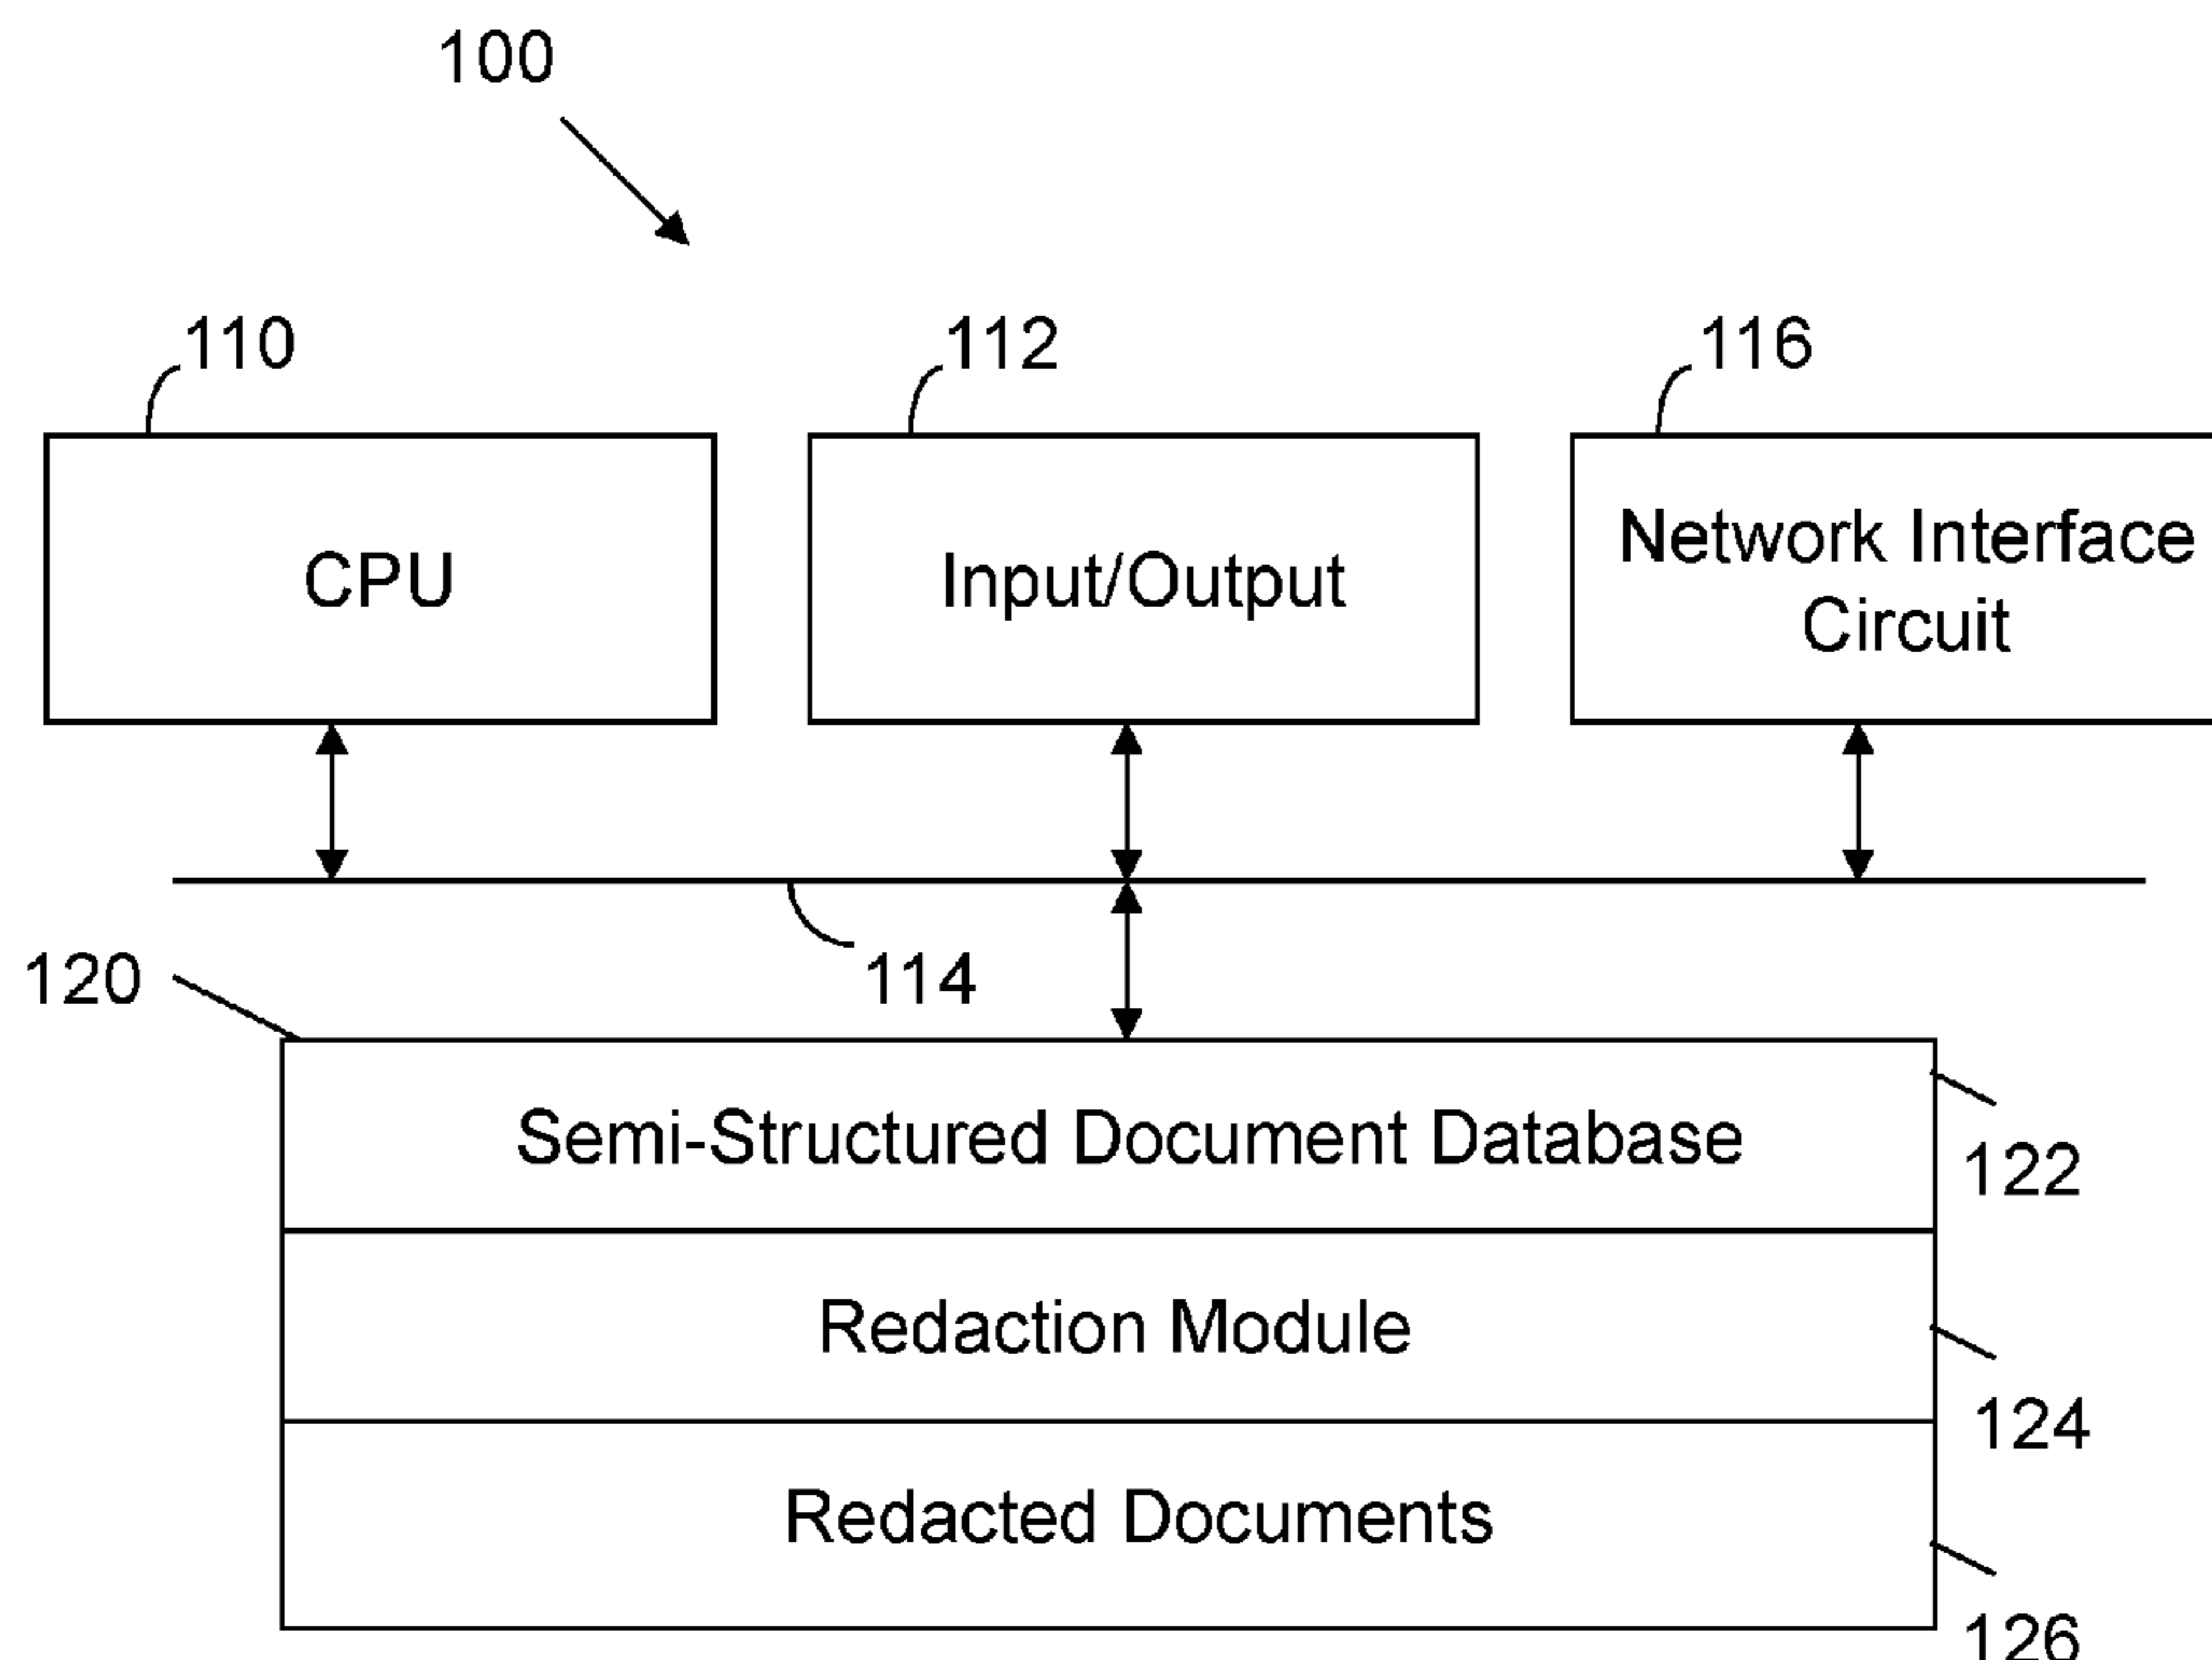 100
110
112
116
CPU
Input/Output
Network Interface
Circuit
114
120
Semi-Structured Document Database
122
Redaction Module
124
Redacted Documents
126